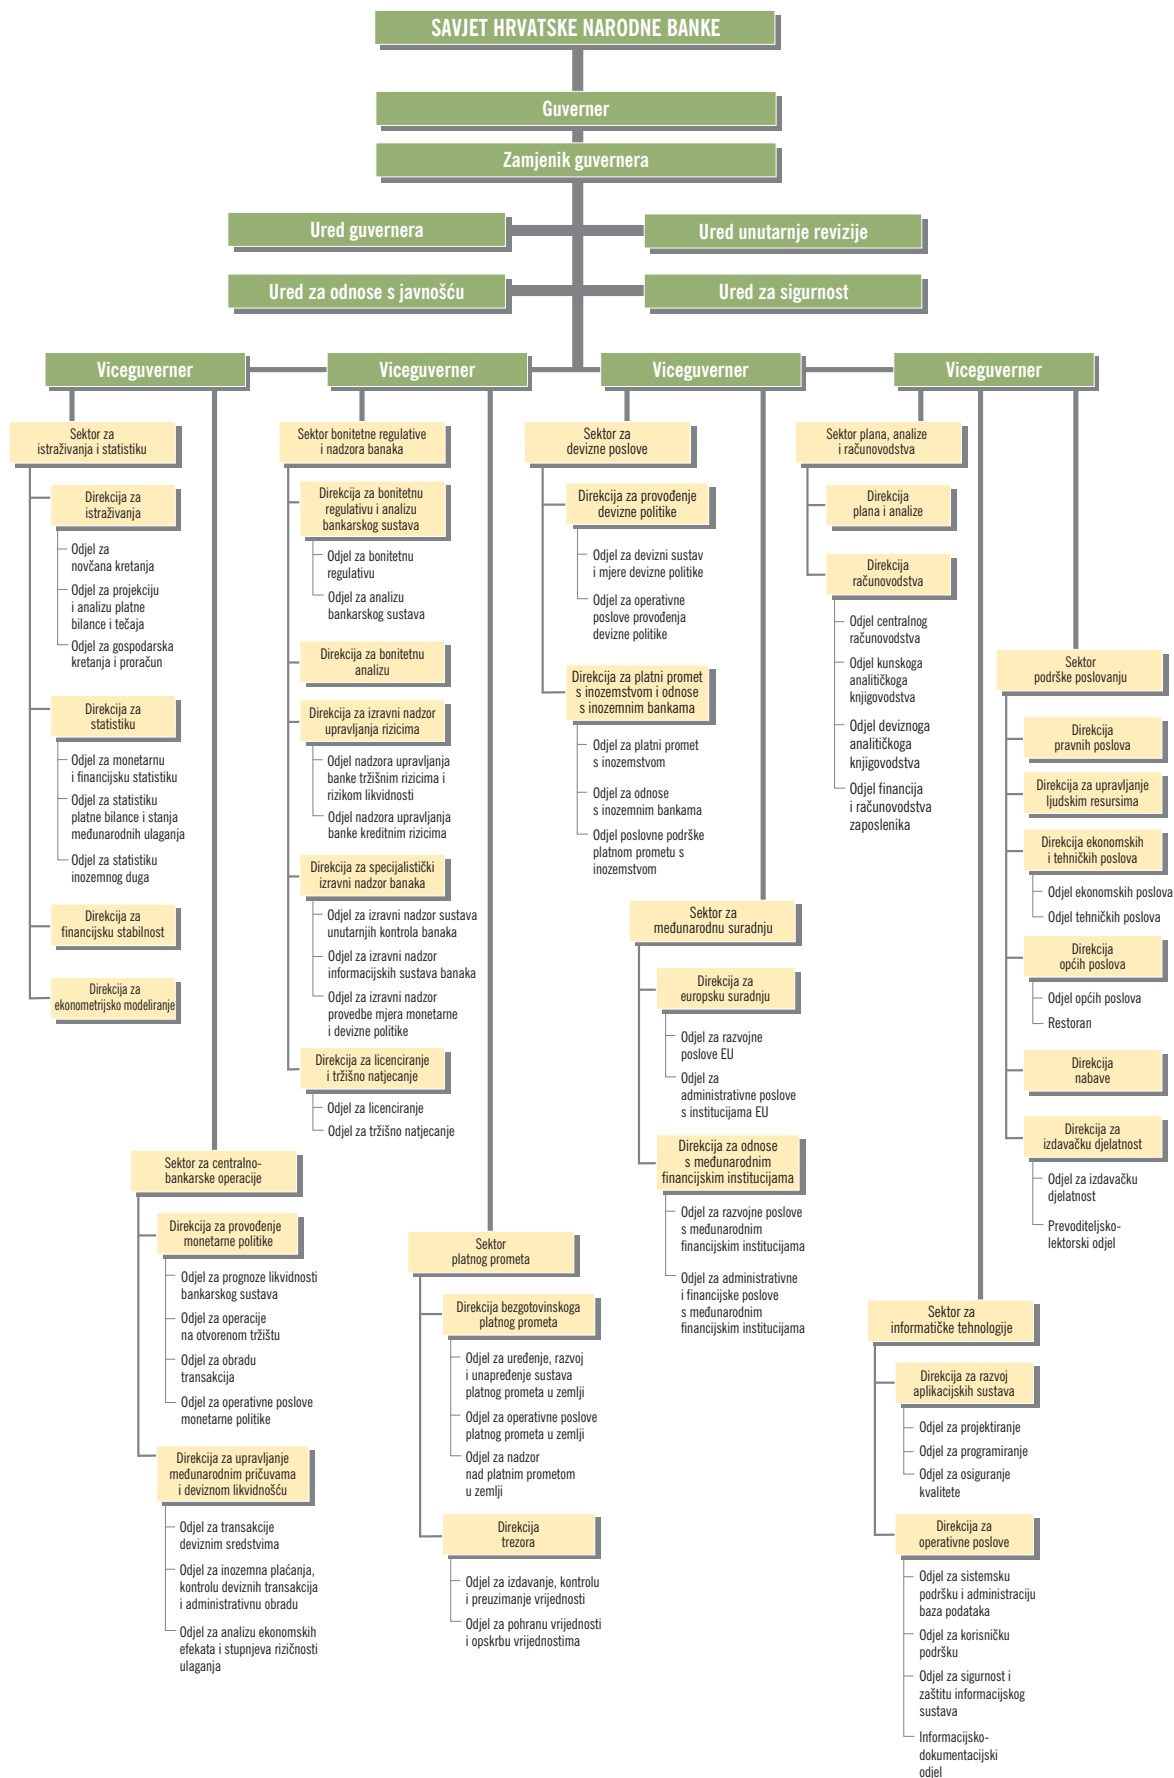 SAVJET HRVATSKE NARODNE BANKE
Guverner
Zamjenik guvernera
Ured guvernera
Ured unutarnje revizije
Ured za odnose s javnošću
Ured za sigurnost
Viceguverner
Sektor za
istraživanja i statistiku
Direkcija za
istraživanja
Odjel za
novčana kretanja
Odjel za projekciju
i analizu platne
bilance i tečaja
Odjel za gospodarska
kretanja i proračun
Direkcija za
statistiku
Odjel za monetarnu
i financijsku statistiku
Odjel za statistiku
platne bilance i stanja
međunarodnih ulaganja
Odjel za statistiku
inozemnog duga
Direkcija za
financijsku stabilnost
Direkcija za
ekonometrijsko modeliranje
Sektor za centralno-
bankarske operacije
Direkcija za provođenje
monetarne politike
Odjel za prognoze likvidnosti
bankarskog sustava
Odjel za operacije
na otvorenom tržištu
Odjel za obradu
transakcija
Odjel za operativne poslove
monetarne politike
Direkcija za upravljanje
međunarodnim pričuvama
i deviznom likvidnošću
Odjel za transakcije
deviznim sredstvima
Odjel za inozemna plaćanja,
kontrolu deviznih transakcija
i administrativnu obradu
Odjel za analizu ekonomskih
efekata i stupnjeva rizičnosti
ulaganja
Viceguverner
Sektor bonitetne regulative
i nadzora banaka
Direkcija za bonitetnu
regulativu i analizu
bankarskog sustava
Odjel za bonitetnu
regulativu
Odjel za analizu
bankarskog sustava
Direkcija za bonitetnu
analizu
Direkcija za izravni nadzor
upravljanja rizicima
Odjel nadzora upravljanja
banke tržišnim rizicima i
rizikom likvidnosti
Odjel nadzora upravljanja
banke kreditnim rizicima
Direkcija za specijalistički
izravni nadzor banaka
Odjel za izravni nadzor sustava
unutarnjih kontrola banaka
Odjel za izravni nadzor
informacijskih sustava banaka
Odjel za izravni nadzor
provedbe mjera monetarne
i devizne politike
Direkcija za licenciranje
i tržišno natjecanje
Odjel za licenciranje
Odjel za tržišno natjecanje
Sektor
platnog prometa
Direkcija bezgotovinskoga
platnog prometa
Odjel za uređenje, razvoj
i unapređenje sustava
platnog prometa u zemlji
Odjel za operativne poslove
platnog prometa u zemlji
Odjel za nadzor
nad platnim prometom
u zemlji
Direkcija
trezora
Odjel za izdavanje, kontrolu
i preuzimanje vrijednosti
Odjel za pohranu vrijednosti
i opskrbu vrijednostima
Viceguverner
Sektor za
devizne poslove
Direkcija za provođenje
devizne politike
Odjel za devizni sustav
i mjere devizne politike
Odjel za operativne
poslove provođenja
devizne politike
Direkcija za platni promet
s inozemstvom i odnose
s inozemnim bankama
Odjel za platni promet
s inozemstvom
Odjel za odnose
s inozemnim bankama
Odjel poslovne podrške
platnom prometu s
inozemstvom
Sektor za
međunarodnu suradnju
Direkcija za
europsku suradnju
Odjel za razvojne
poslove EU
Odjel za
administrativne poslove
s institucijama EU
Direkcija za odnose
s međunarodnim
financijskim institucijama
Odjel za razvojne poslove
s međunarodnim
financijskim institucijama
Odjel za administrativne
i financijske poslove
s međunarodnim
financijskim institucijama
Viceguverner
Sektor plana, analize
i računovodstva
Direkcija
plana i analize
Direkcija
računovodstva
Odjel centralnog
računovodstva
Odjel kunskoga
analitičkoga
knjigovodstva
Odjel deviznoga
analitičkoga
knjigovodstva
Odjel financija
i računovodstva
zaposlenika
Sektor za
informatičke tehnologije
Direkcija za razvoj
aplikacijskih sustava
Odjel za projektiranje
Odjel za programiranje
Odjel za osiguranje
kvalitete
Direkcija za
operativne poslove
Odjel za sistemsku
podršku i administraciju
baza podataka
Odjel za korisničku
podršku
Odjel za sigurnost i
zaštitu informacijskog
sustava
Informacijsko-
dokumentacijski
odjel
Sektor
podrške poslovanju
Direkcija
pravnih poslova
Direkcija za upravljanje
ljudskim resursima
Direkcija ekonomskih
i tehničkih poslova
Odjel ekonomskih poslova
Odjel tehničkih poslova
Direkcija
općih poslova
Odjel općih poslova
Restoran
Direkcija
nabave
Direkcija za
izdavačku djelatnost
Odjel za izdavačku
djelatnost
Prevoditeljsko-
lektorski odjel